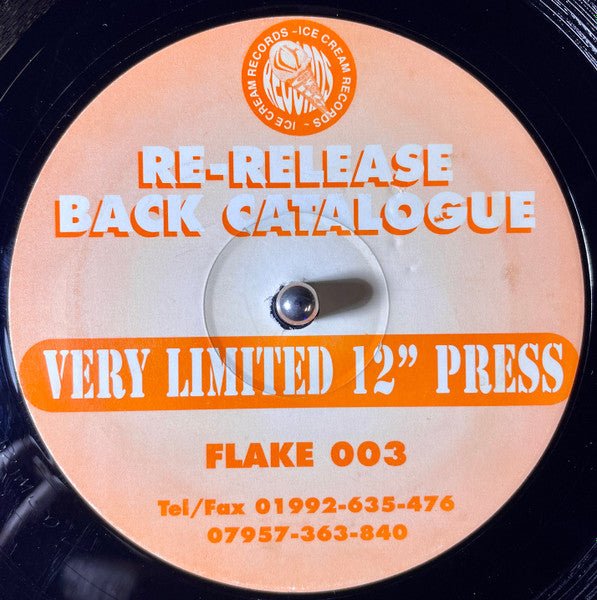 ICE CREAM RECORDS ~ ICE CREAM RECORDS ~
RECORDS
RE-RELEASE
BACK CATALOGUE
VERY LIMITED 12” PRESS
FLAKE 003
Tel/Fax 01992-635-476
07957-363-840